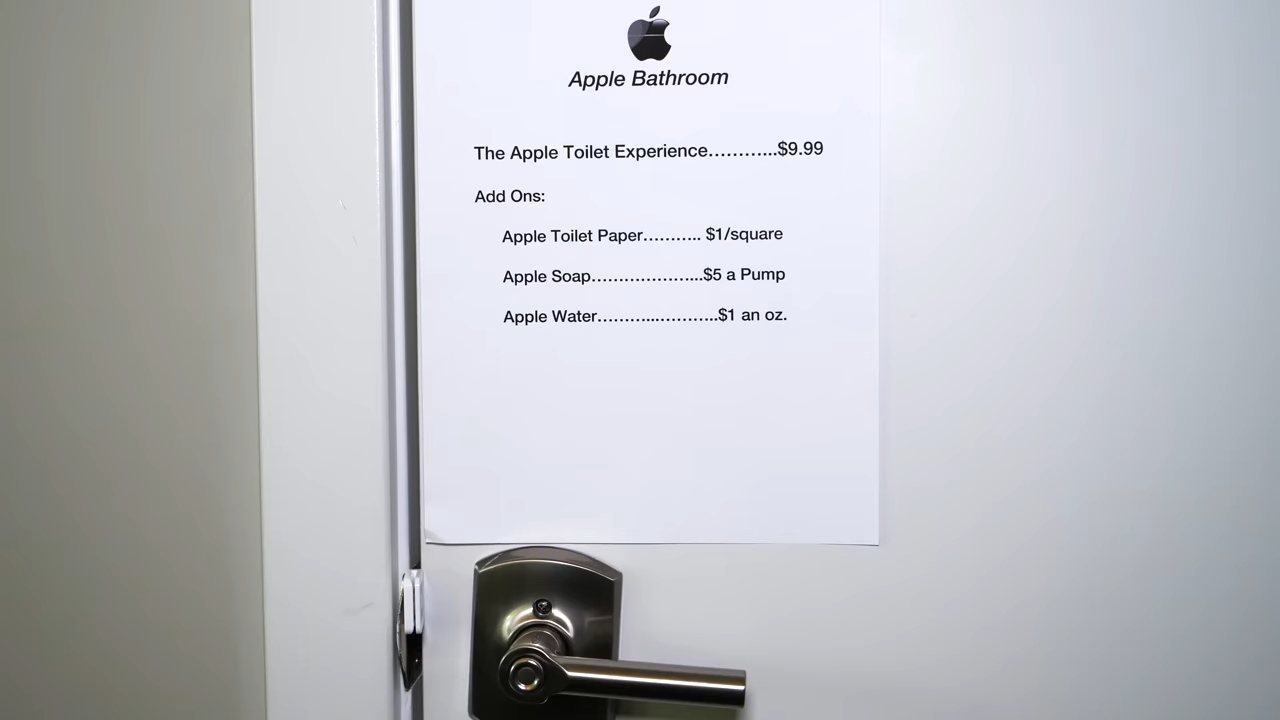 Apple Bathroom
The Apple Toilet Experience………...$9.99
Add Ons:
Apple Toilet Paper……….. $1/square
Apple Soap………………...$5 a Pump
Apple Water………...………..$1 an oz.